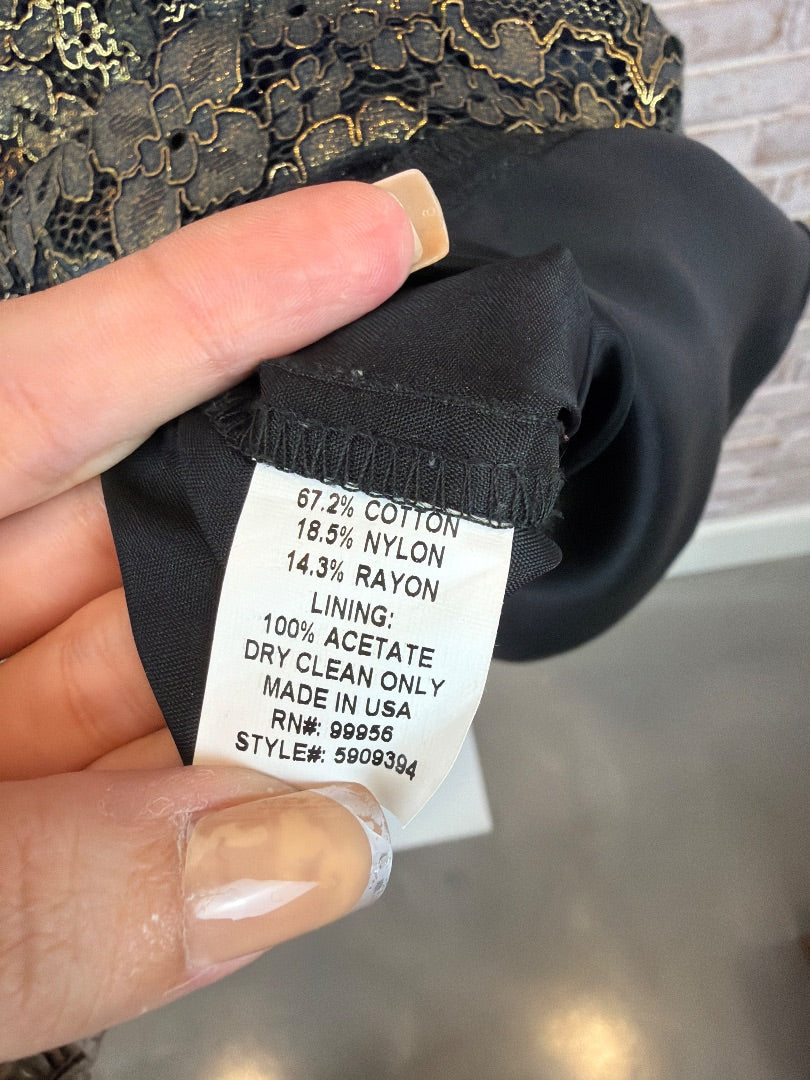 67.2% COTTON
18.5% NYLON
14.3% RAYON
LINING:
100% ACETATE
DRY CLEAN ONLY
MADE IN USA
RN#: 99956
STYLE#: 5909394